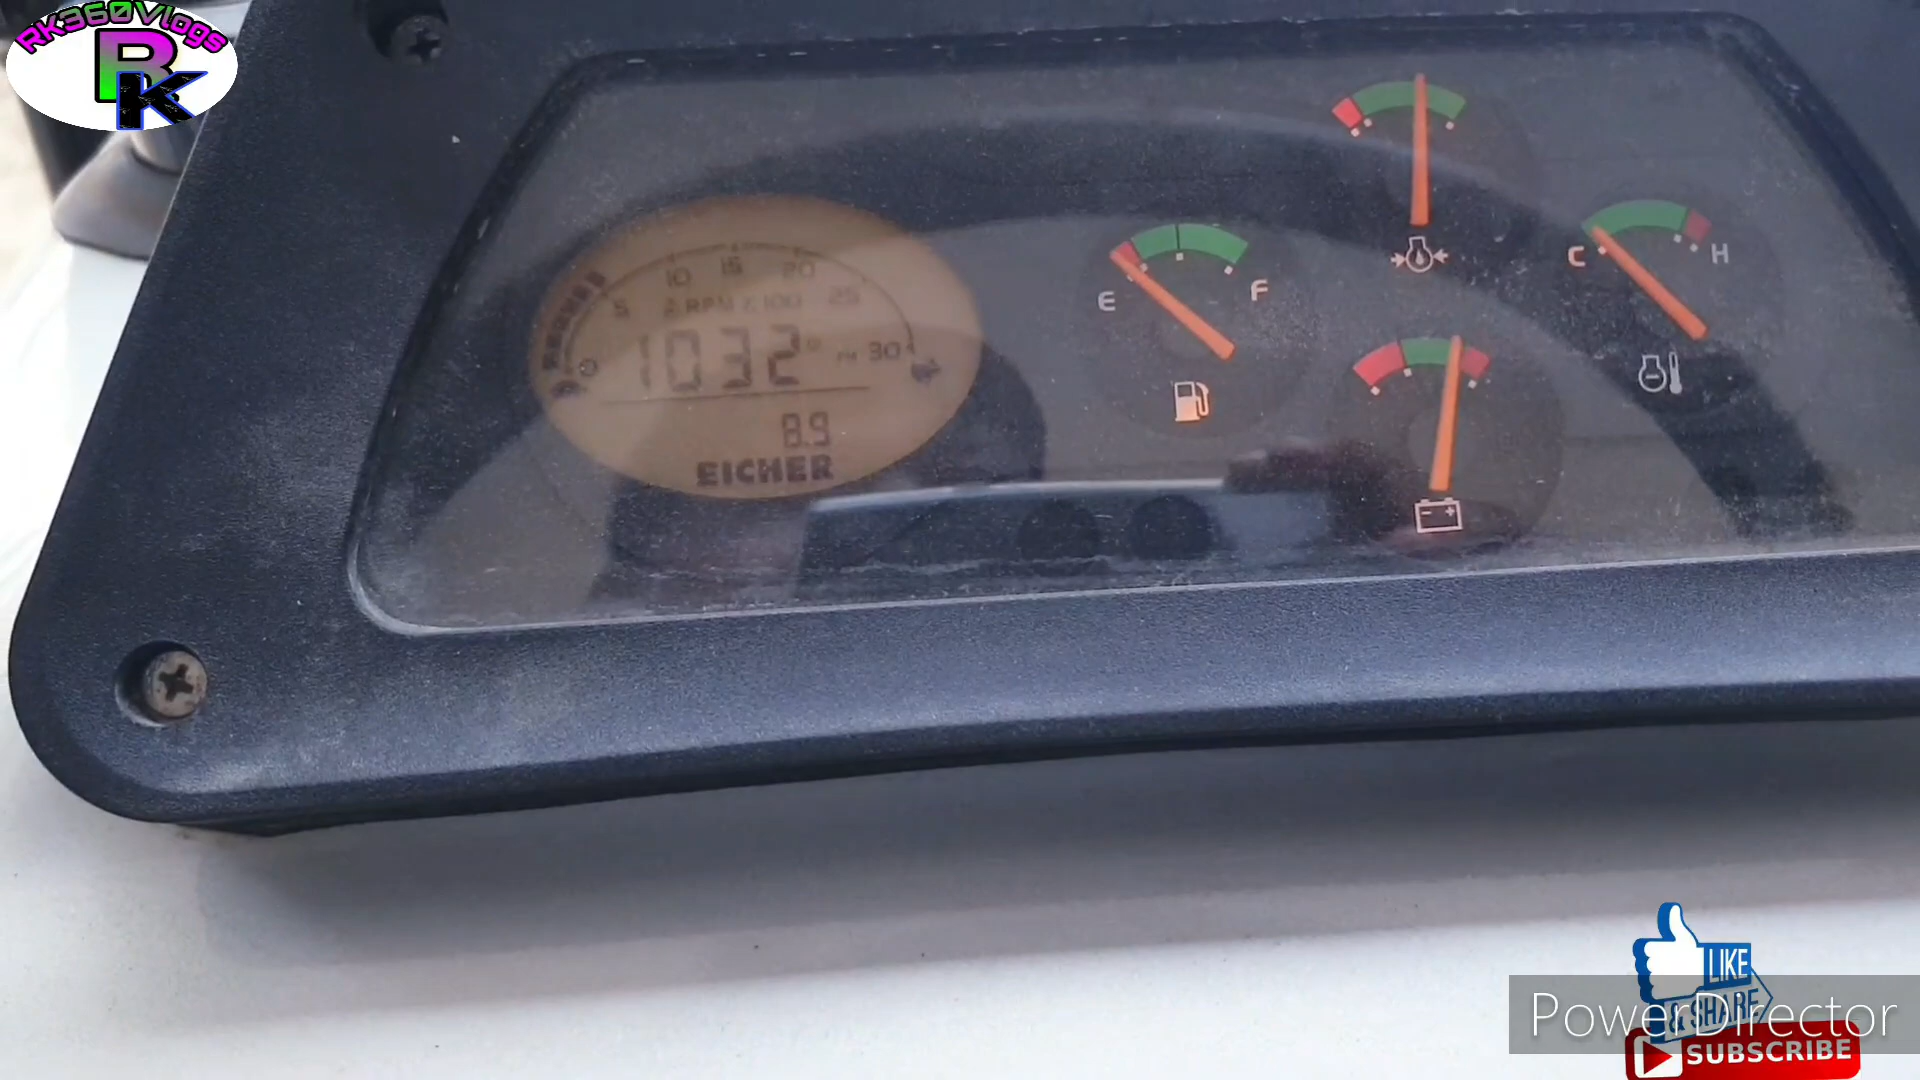 RK360Vlogs
RK
5 10 15 20 25 30
RPM X 100
1032
8.9
EICHER
E F
C H
- +
LIKE
& SHARE
PowerDirector
SUBSCRIBE